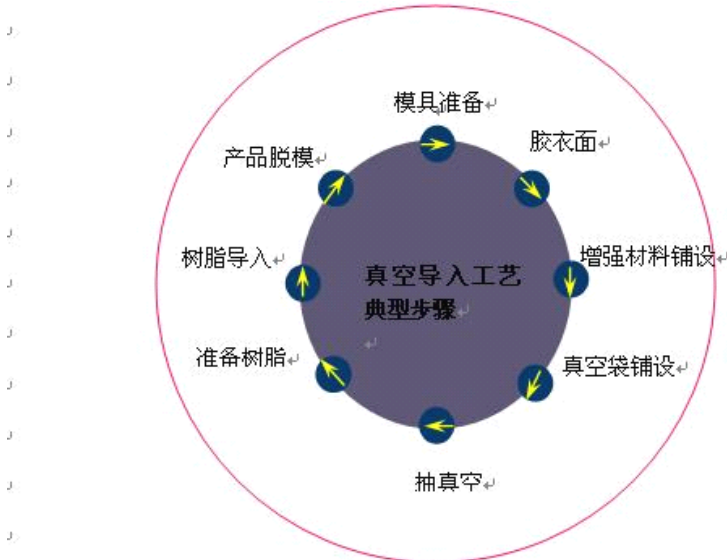 模具准备
胶衣面
增强材料铺设
真空袋铺设
抽真空
准备树脂
树脂导入
产品脱模
真空导入工艺
典型步骤